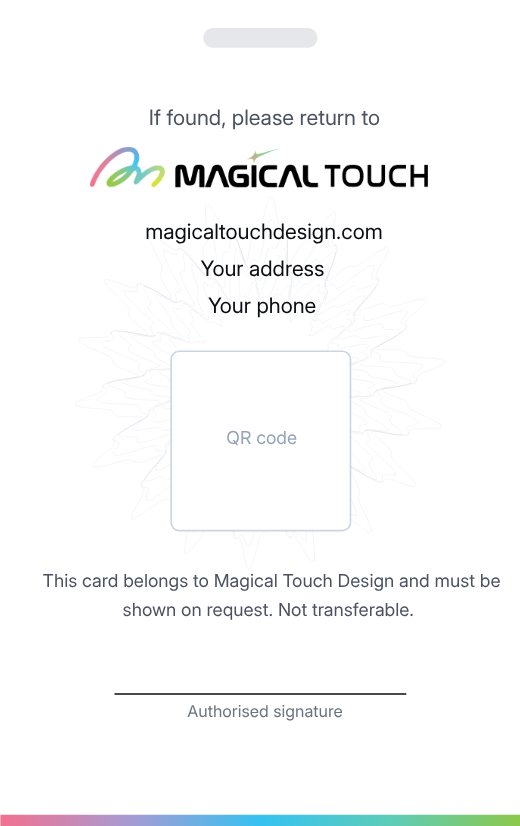 If found, please return to
MAGICAL TOUCH
magicaltouchdesign.com
Your address
Your phone
QR code
This card belongs to Magical Touch Design and must be
shown on request. Not transferable.
Authorised signature